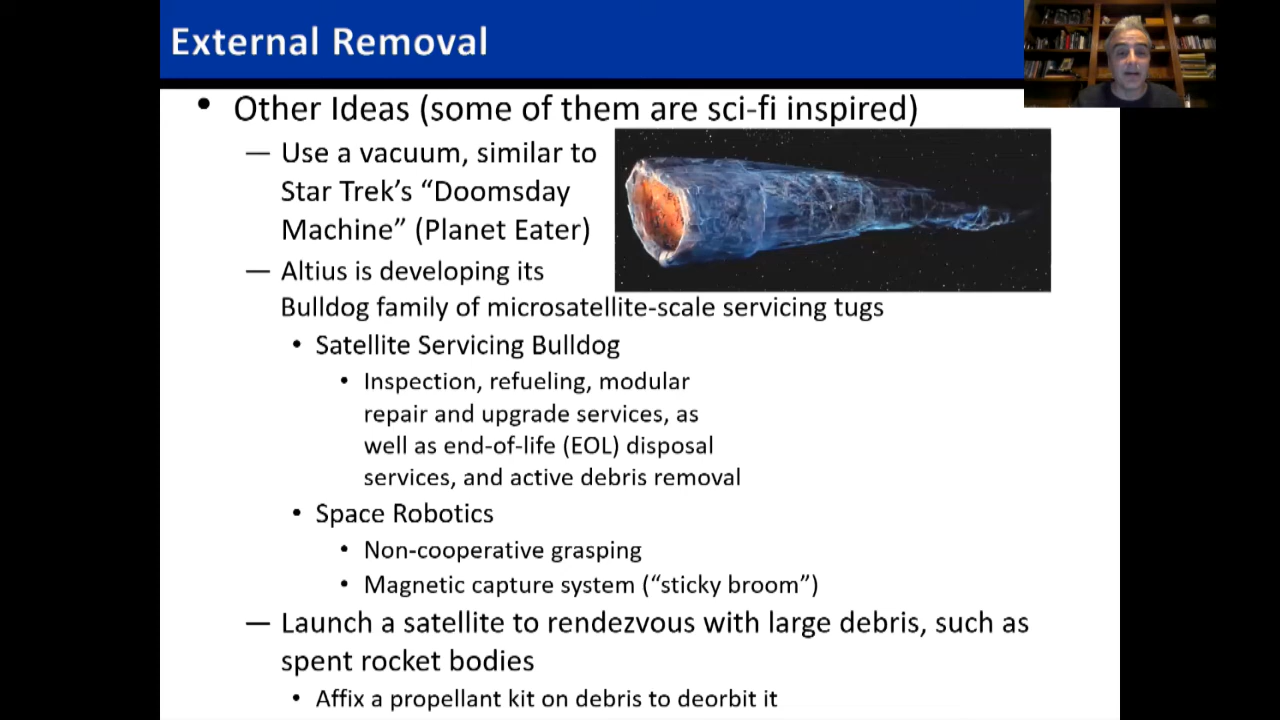 External Removal
• Other Ideas (some of them are sci-fi inspired)
— Use a vacuum, similar to
Star Trek’s “Doomsday
Machine” (Planet Eater)
— Altius is developing its
Bulldog family of microsatellite-scale servicing tugs
• Satellite Servicing Bulldog
• Inspection, refueling, modular
repair and upgrade services, as
well as end-of-life (EOL) disposal
services, and active debris removal
• Space Robotics
• Non-cooperative grasping
• Magnetic capture system (“sticky broom”)
— Launch a satellite to rendezvous with large debris, such as
spent rocket bodies
• Affix a propellant kit on debris to deorbit it